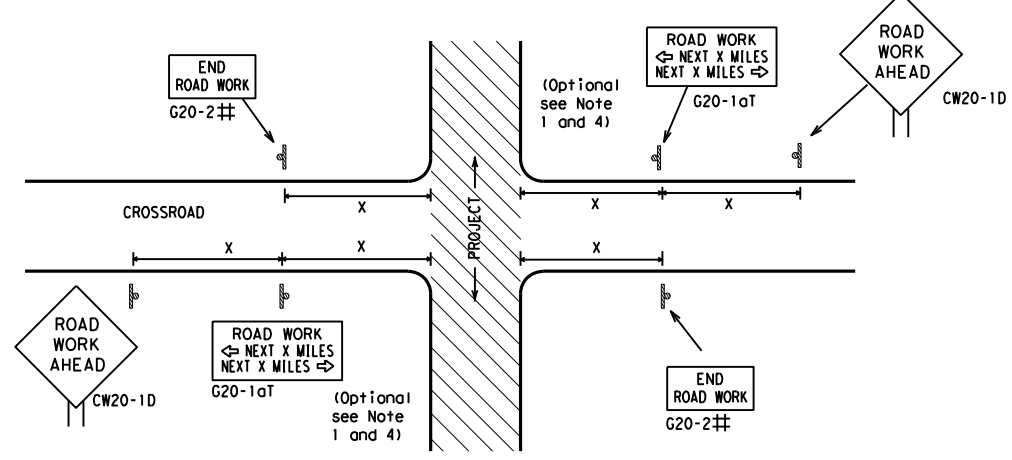 ROAD
WORK
AHEAD
CW20-1D
ROAD WORK
⇦ NEXT X MILES
NEXT X MILES ⇨
G20-1aT
(Optional
see Note
1 and 4)
END
ROAD WORK
G20-2#
X
X
X
CROSSROAD
PROJECT
X
X
X
ROAD
WORK
AHEAD
CW20-1D
ROAD WORK
⇦ NEXT X MILES
NEXT X MILES ⇨
G20-1aT
(Optional
see Note
1 and 4)
END
ROAD WORK
G20-2#